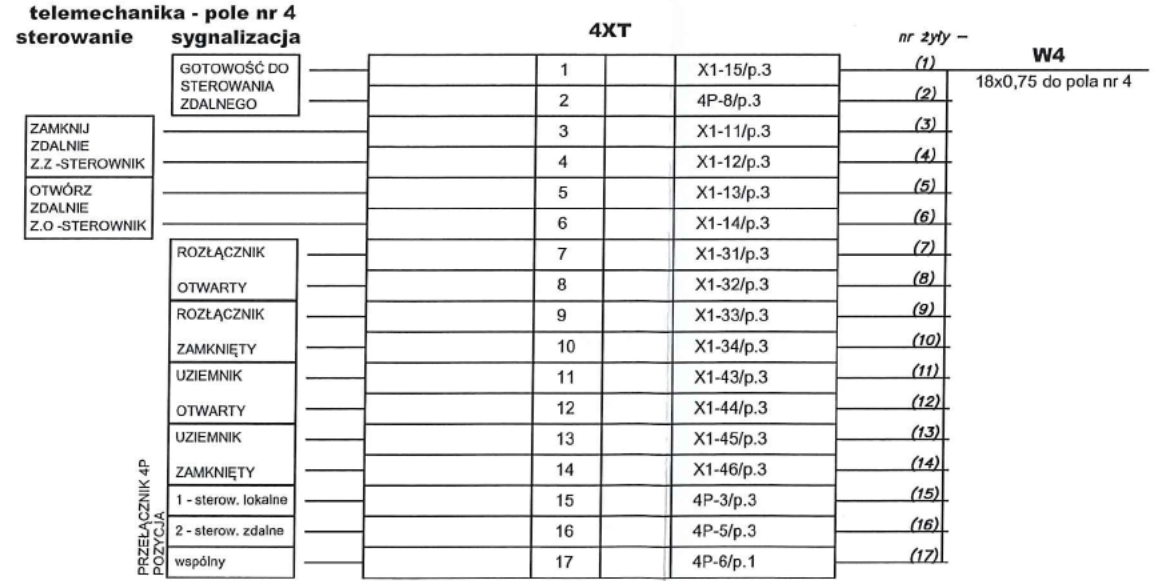 telemechanika - pole nr 4
sterowanie sygnalizacja
4XT
nr żyły –
W4
18x0,75 do pola nr 4
GOTOWOŚĆ DO
STEROWANIA
ZDALNEGO
1 X1-15/p.3 (1)
2 4P-8/p.3 (2)
ZAMKNIJ
ZDALNIE
Z.Z -STEROWNIK
3 X1-11/p.3 (3)
4 X1-12/p.3 (4)
OTWÓRZ
ZDALNIE
Z.O -STEROWNIK
5 X1-13/p.3 (5)
6 X1-14/p.3 (6)
ROZŁĄCZNIK 7 X1-31/p.3 (7)
OTWARTY 8 X1-32/p.3 (8)
ROZŁĄCZNIK 9 X1-33/p.3 (9)
ZAMKNIĘTY 10 X1-34/p.3 (10)
UZIEMNIK 11 X1-43/p.3 (11)
OTWARTY 12 X1-44/p.3 (12)
UZIEMNIK 13 X1-45/p.3 (13)
ZAMKNIĘTY 14 X1-46/p.3 (14)
PRZEŁĄCZNIK 4P
POZYCJA
1 - sterow. lokalne 15 4P-3/p.3 (15)
2 - sterow. zdalne 16 4P-5/p.3 (16)
wspólny 17 4P-6/p.1 (17)